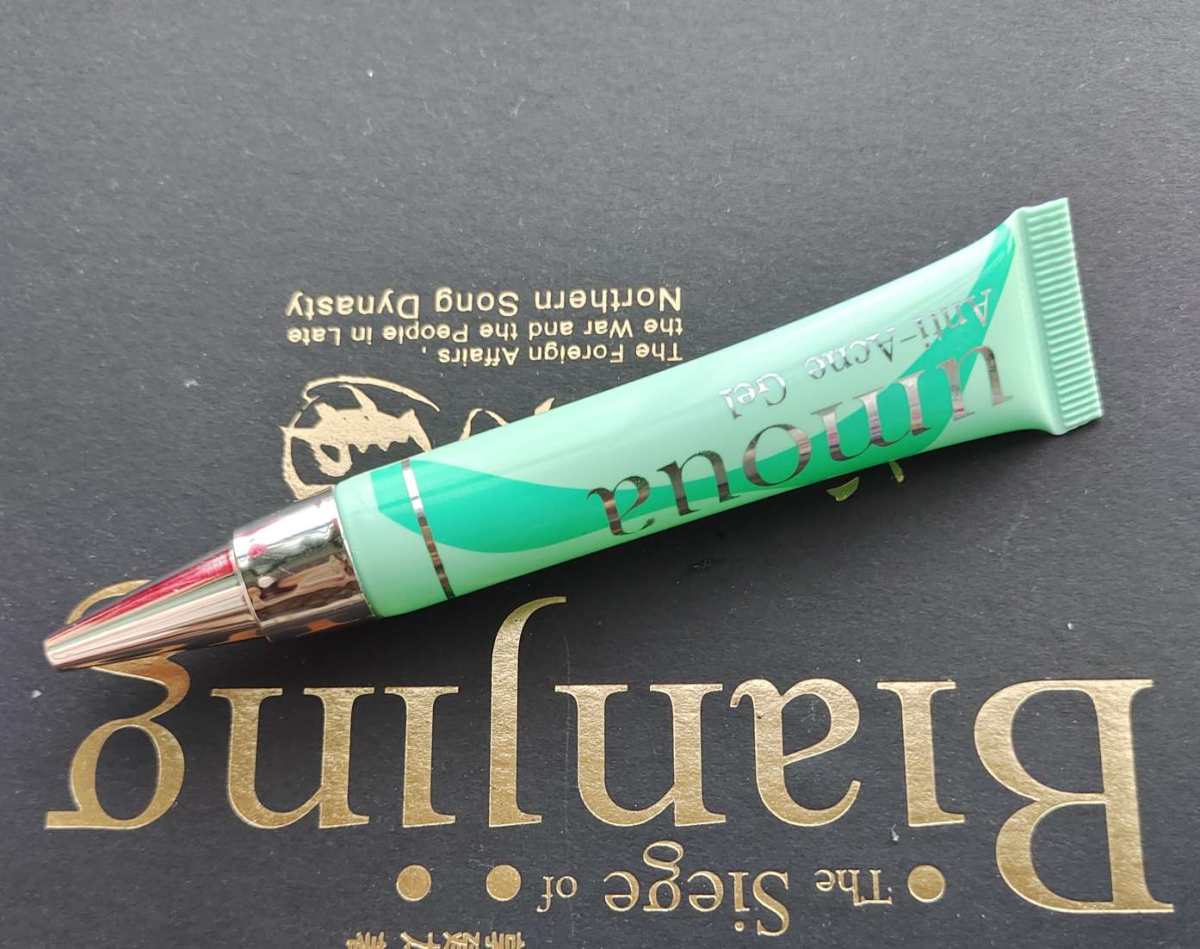 The Siege of
Bianjing
umoua
Anti-Acne Gel
The Foreign Affairs ,
the War and the People in Late
Northern Song Dynasty